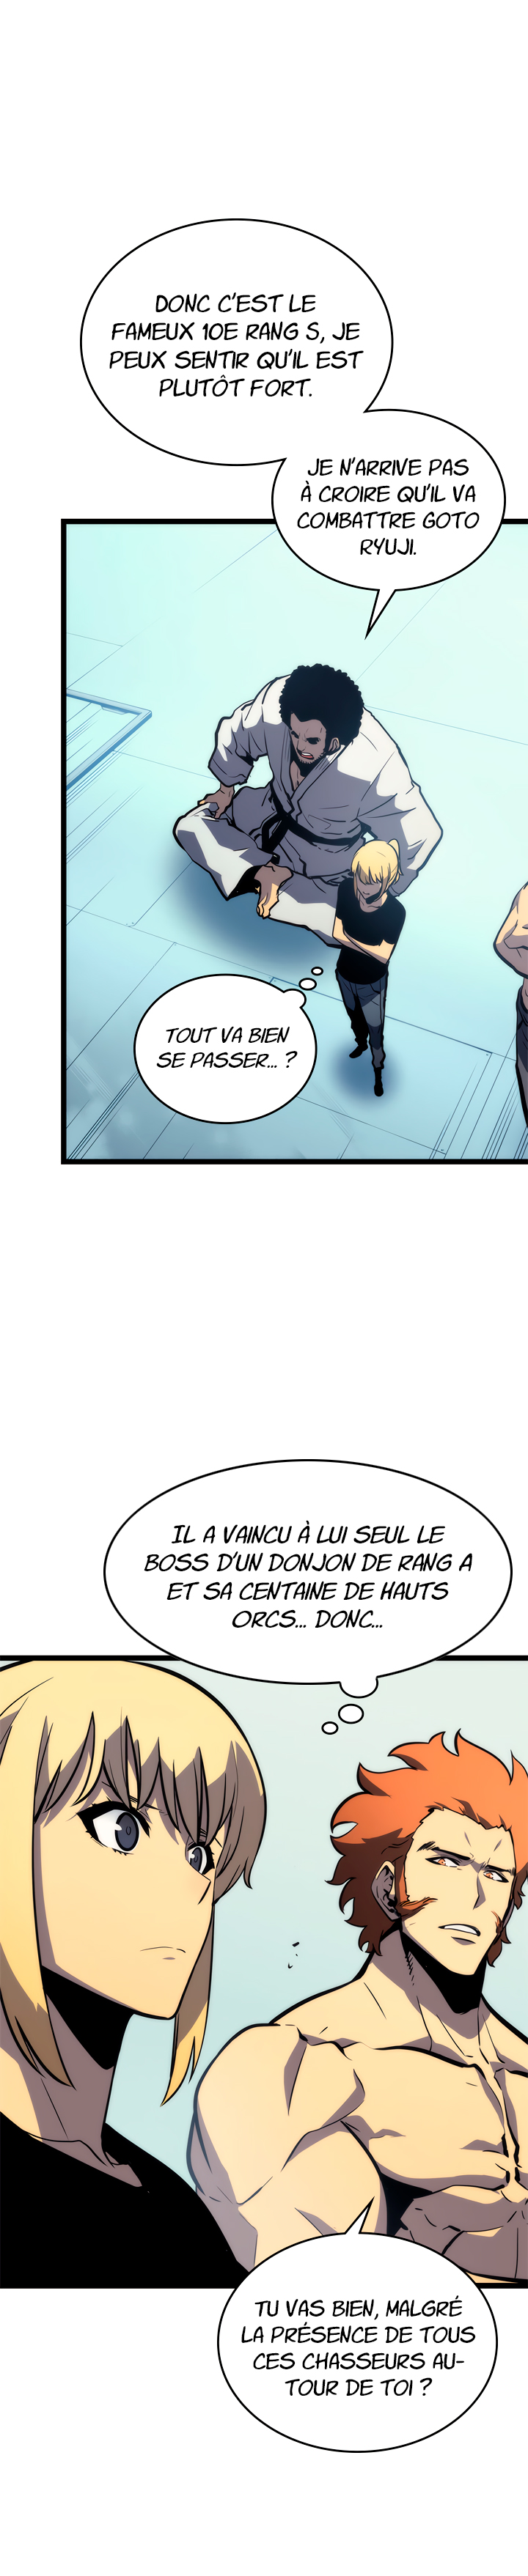 DONC C'EST LE
FAMEUX 10E RANG S, JE
PEUX SENTIR QU'IL EST
PLUTÔT FORT.
JE N'ARRIVE PAS
À CROIRE QU'IL VA
COMBATTRE GOTO
RYUJI.
TOUT VA BIEN
SE PASSER... ?
IL A VAINCU À LUI SEUL LE
BOSS D'UN DONJON DE RANG A
ET SA CENTAINE DE HAUTS
ORCS... DONC...
TU VAS BIEN, MALGRÉ
LA PRÉSENCE DE TOUS
CES CHASSEURS AU-
TOUR DE TOI ?